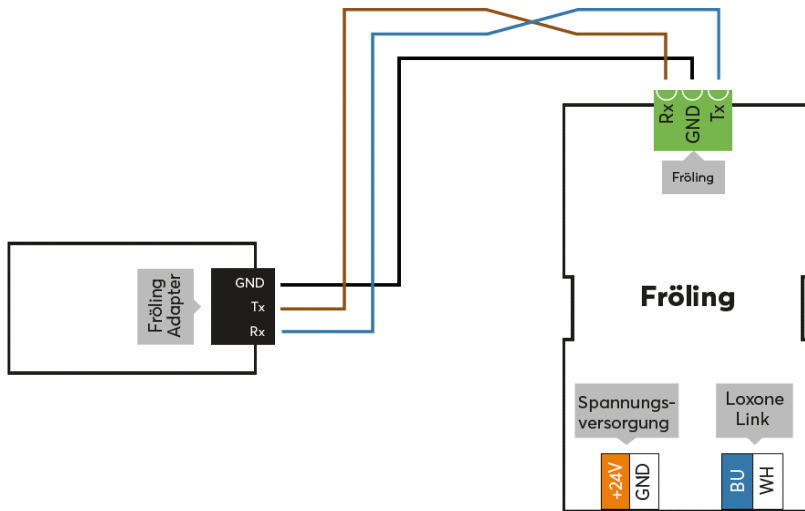 Rx
GND
Tx
Fröling
Fröling
Adapter
GND
Tx
Rx
Fröling
Spannungs-
versorgung
Loxone
Link
+24V
GND
BU
WH